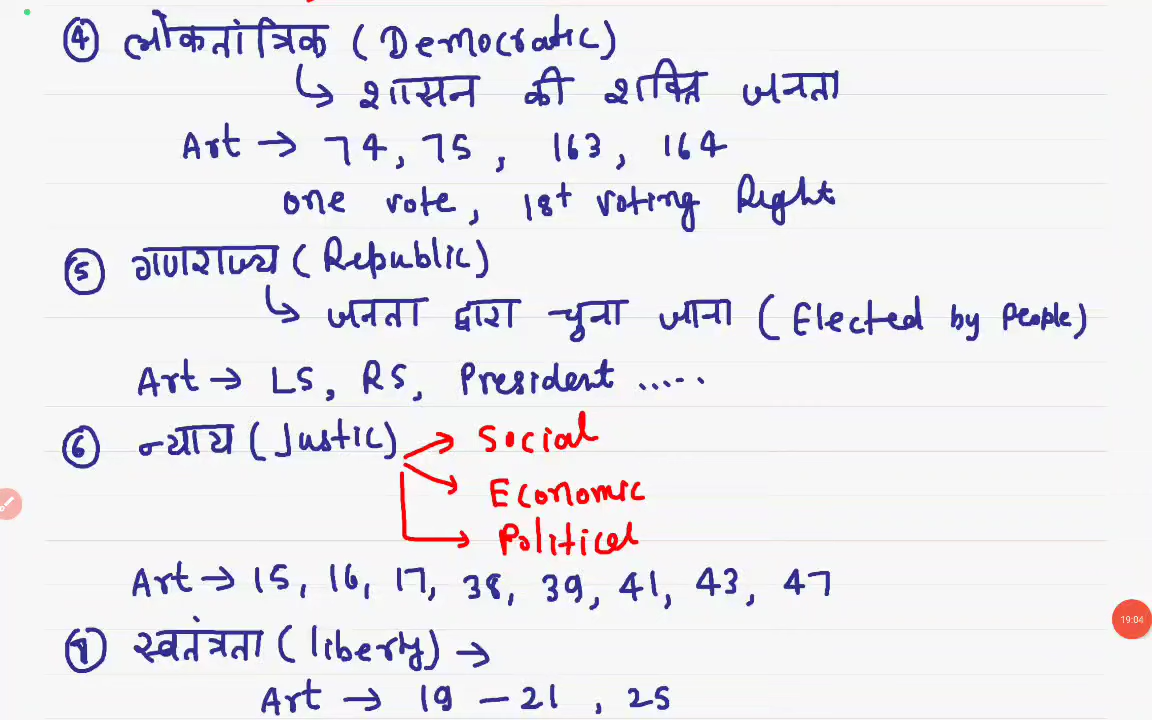 ④ लोकतांत्रिक (Democratic)
↳ शासन की शक्ति जनता
Art → 74, 75, 163, 164
one vote, 18+ voting Right
⑤ गणराज्य (Republic)
↳ जनता द्वारा चुना जाना (Elected by People)
Art → LS, RS, President .....
⑥ न्याय (Justic) → Social
→ Economic
→ Political
Art → 15, 16, 17, 38, 39, 41, 43, 47
⑦ स्वतंत्रता (liberty) →
Art → 19 – 21, 25
19:04